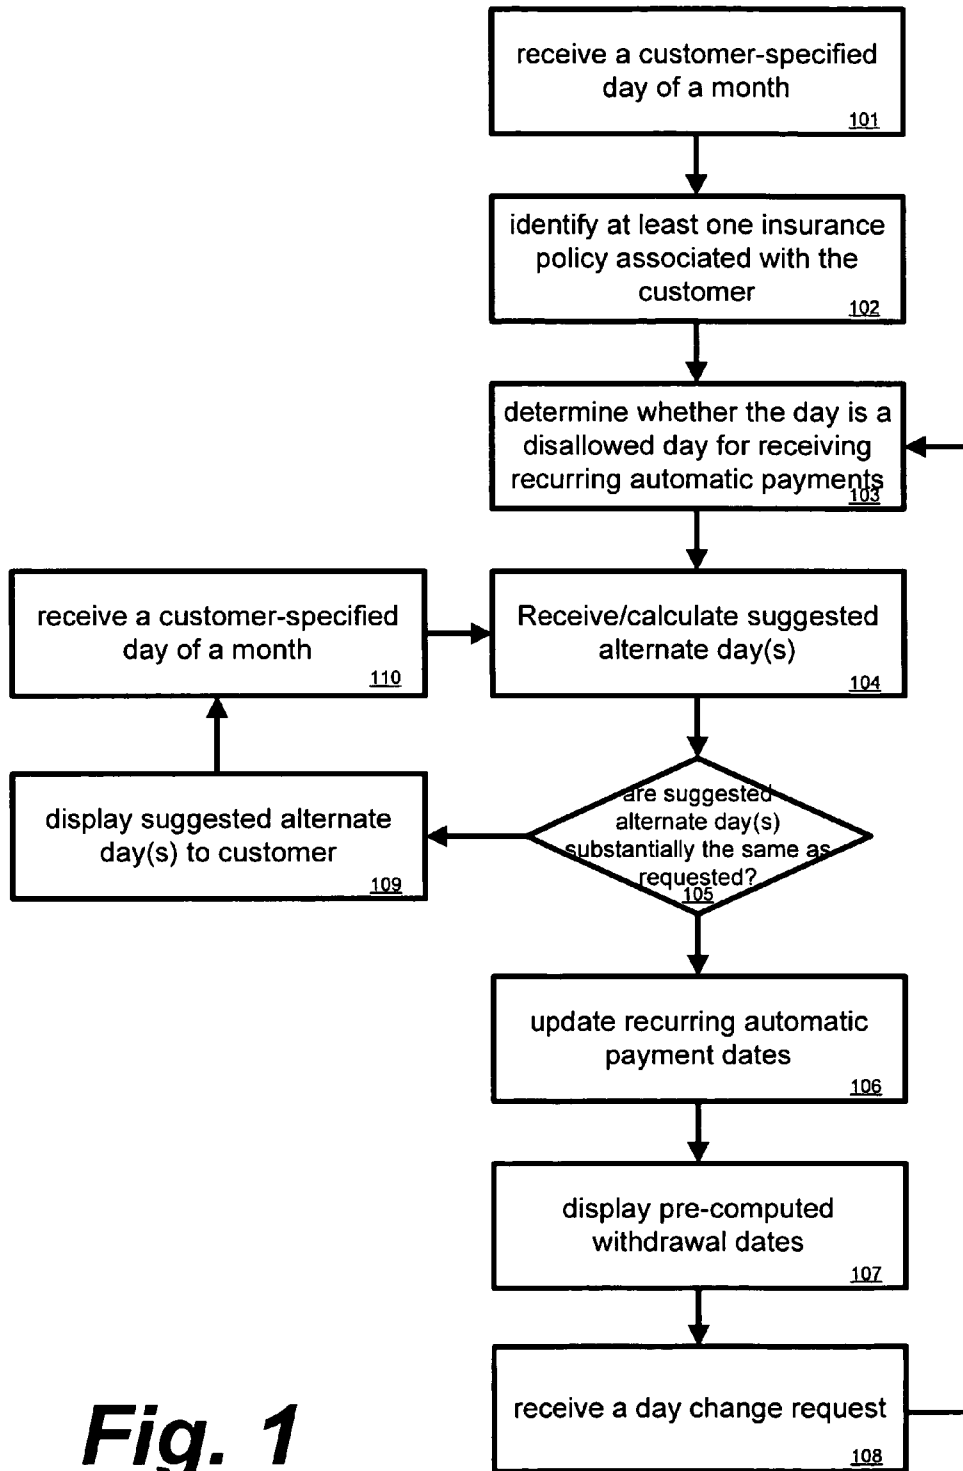 receive a customer-specified
day of a month
101
identify at least one insurance
policy associated with the
customer
102
determine whether the day is a
disallowed day for receiving
recurring automatic payments
103
receive a customer-specified
day of a month
110
Receive/calculate suggested
alternate day(s)
104
display suggested alternate
day(s) to customer
109
are suggested
alternate day(s)
substantially the same as
requested?
105
update recurring automatic
payment dates
106
display pre-computed
withdrawal dates
107
receive a day change request
108
Fig. 1